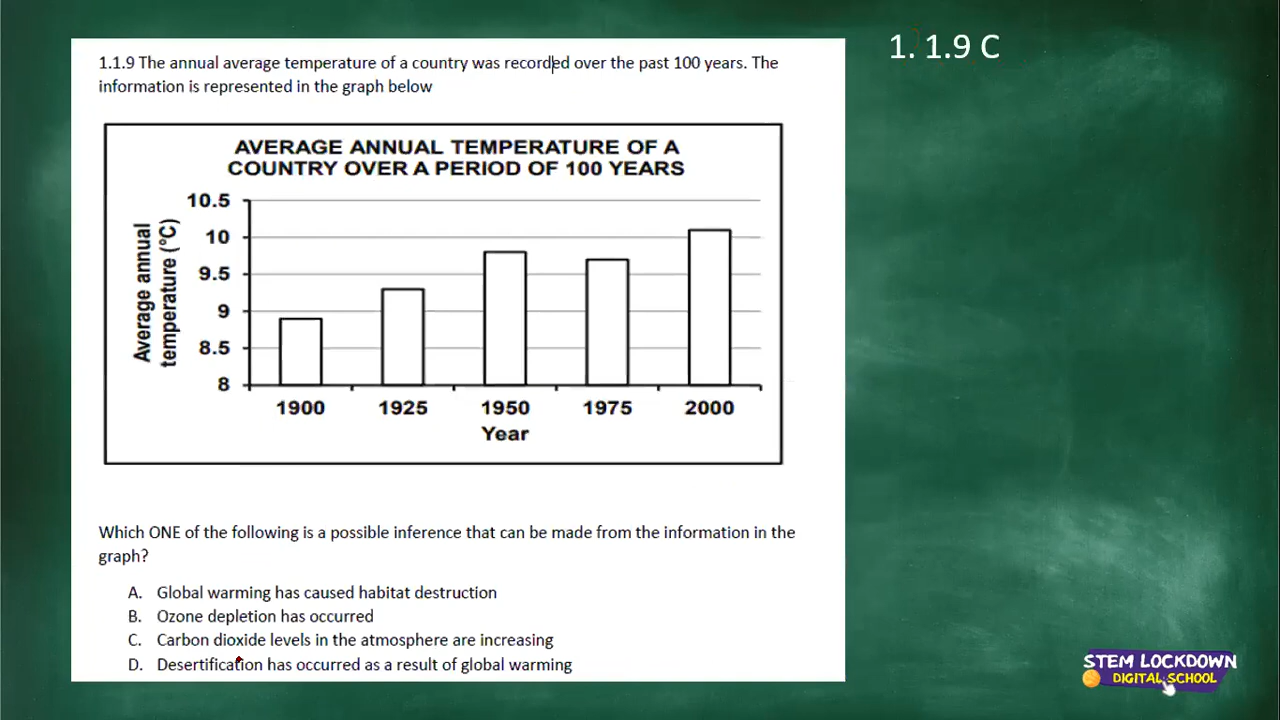 1.1.9 The annual average temperature of a country was recorded over the past 100 years. The
information is represented in the graph below
1. 1.9 C
AVERAGE ANNUAL TEMPERATURE OF A
COUNTRY OVER A PERIOD OF 100 YEARS
Average annual
temperature (°C)
10.5
10
9.5
9
8.5
8
1900 1925 1950 1975 2000
Year
Which ONE of the following is a possible inference that can be made from the information in the
graph?
A. Global warming has caused habitat destruction
B. Ozone depletion has occurred
C. Carbon dioxide levels in the atmosphere are increasing
D. Desertification has occurred as a result of global warming
STEM LOCKDOWN
DIGITAL SCHOOL